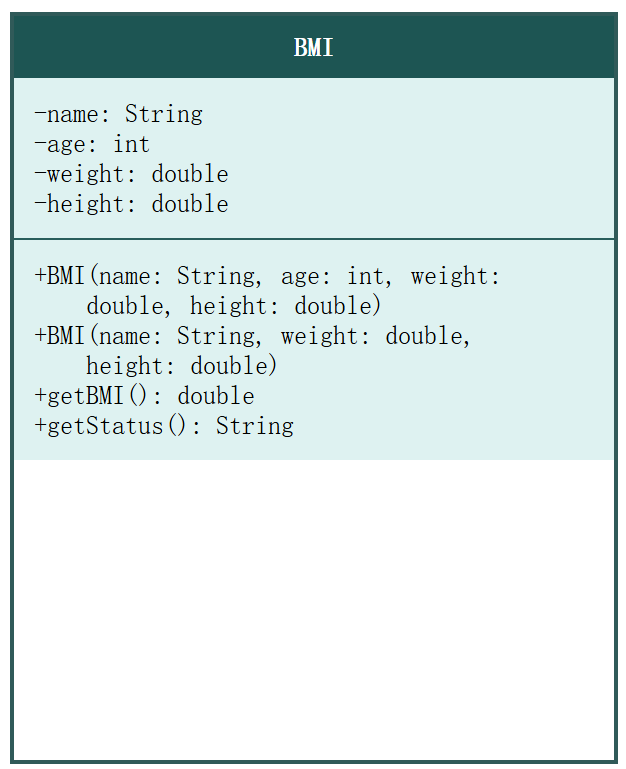 BMI
-name: String
-age: int
-weight: double
-height: double
+BMI(name: String, age: int, weight:
double, height: double)
+BMI(name: String, weight: double,
height: double)
+getBMI(): double
+getStatus(): String